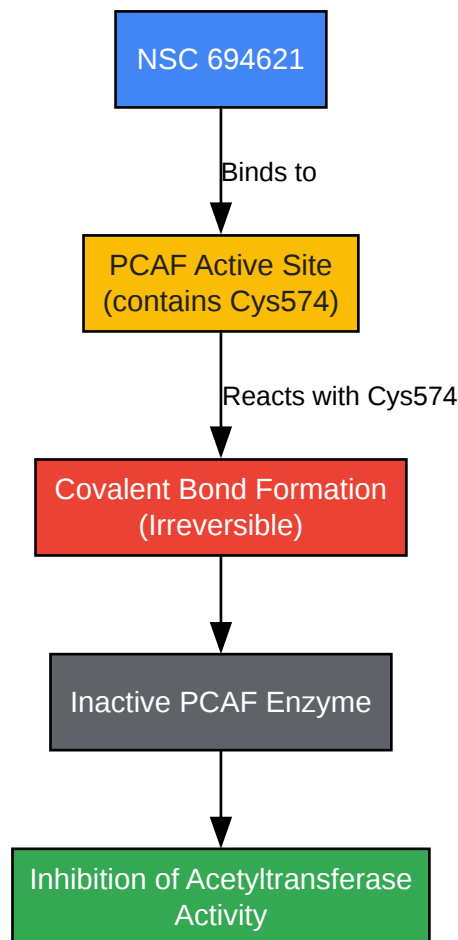 NSC 694621
Binds to
PCAF Active Site
(contains Cys574)
Reacts with Cys574
Covalent Bond Formation
(Irreversible)
Inactive PCAF Enzyme
Inhibition of Acetyltransferase
Activity